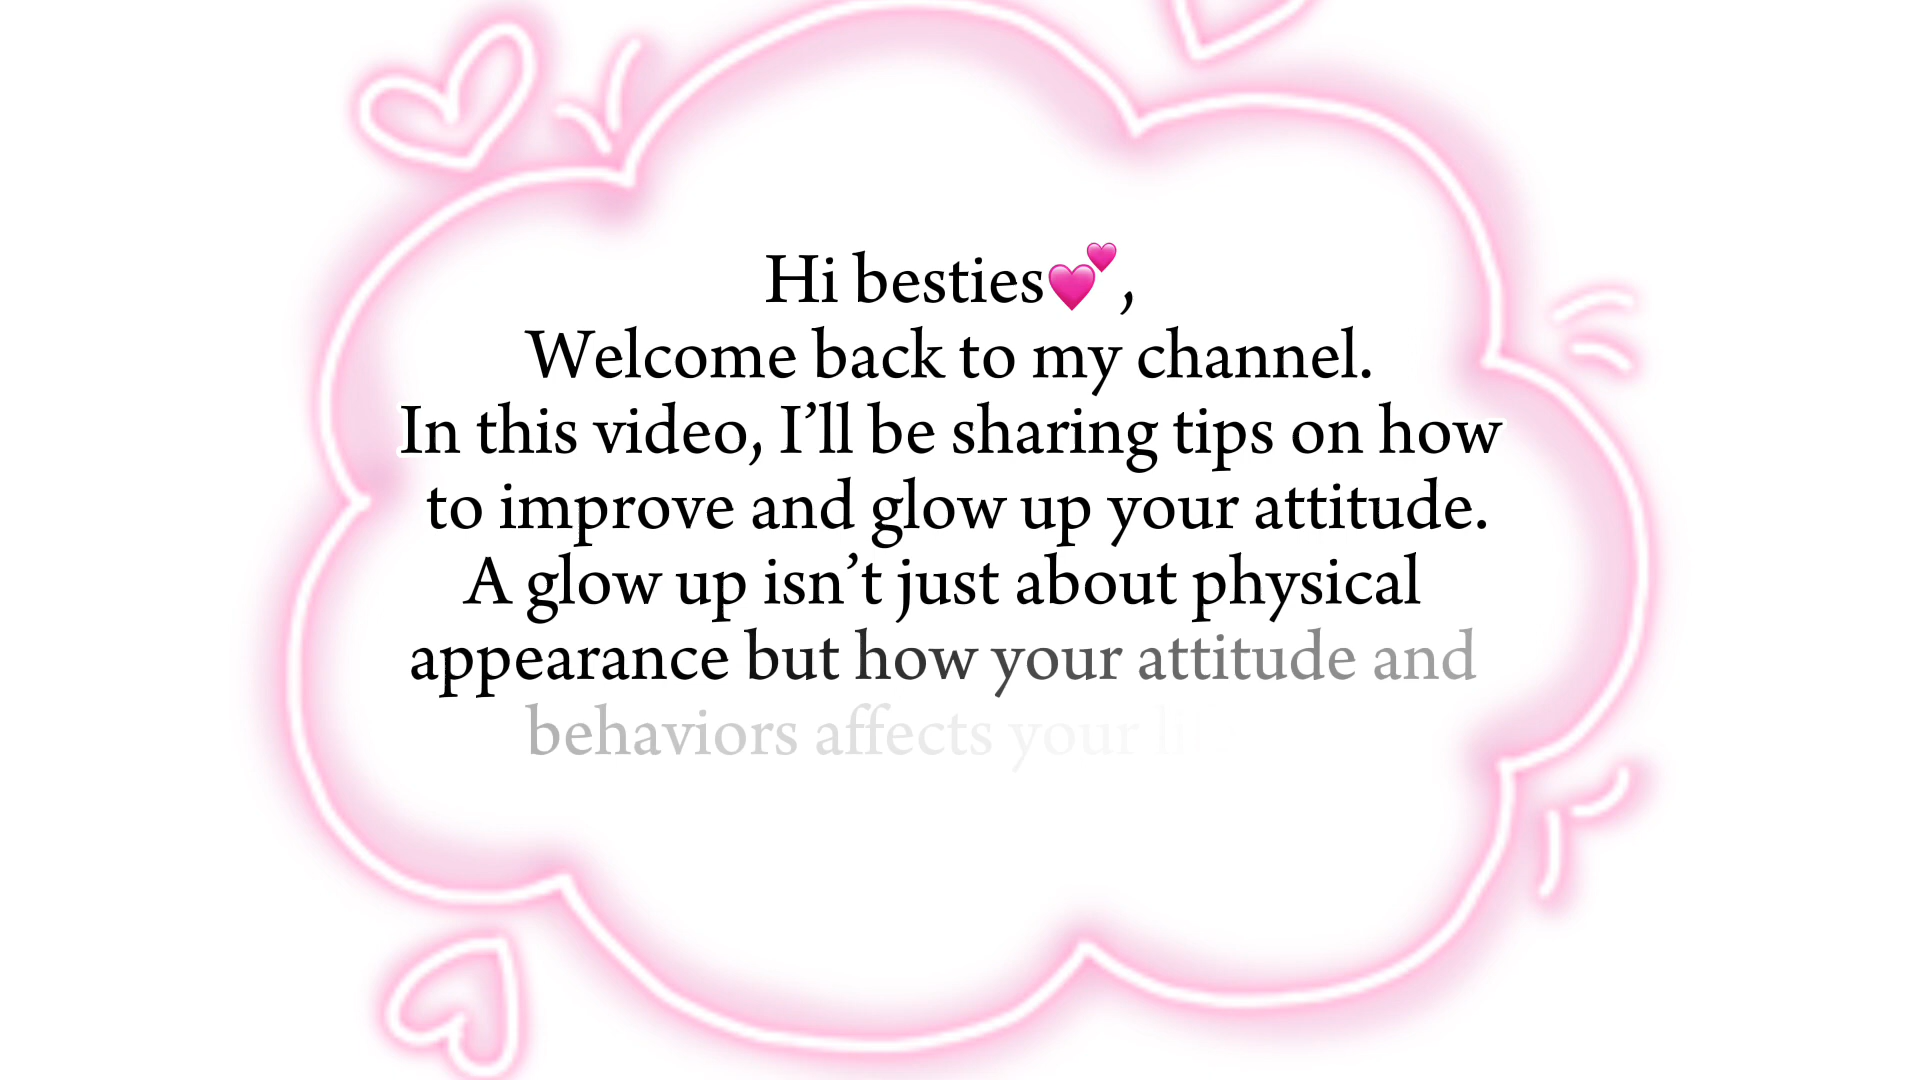 Hi besties💕,
Welcome back to my channel.
In this video, I’ll be sharing tips on how
to improve and glow up your attitude.
A glow up isn’t just about physical
appearance but how your attitude and
behaviors affects your